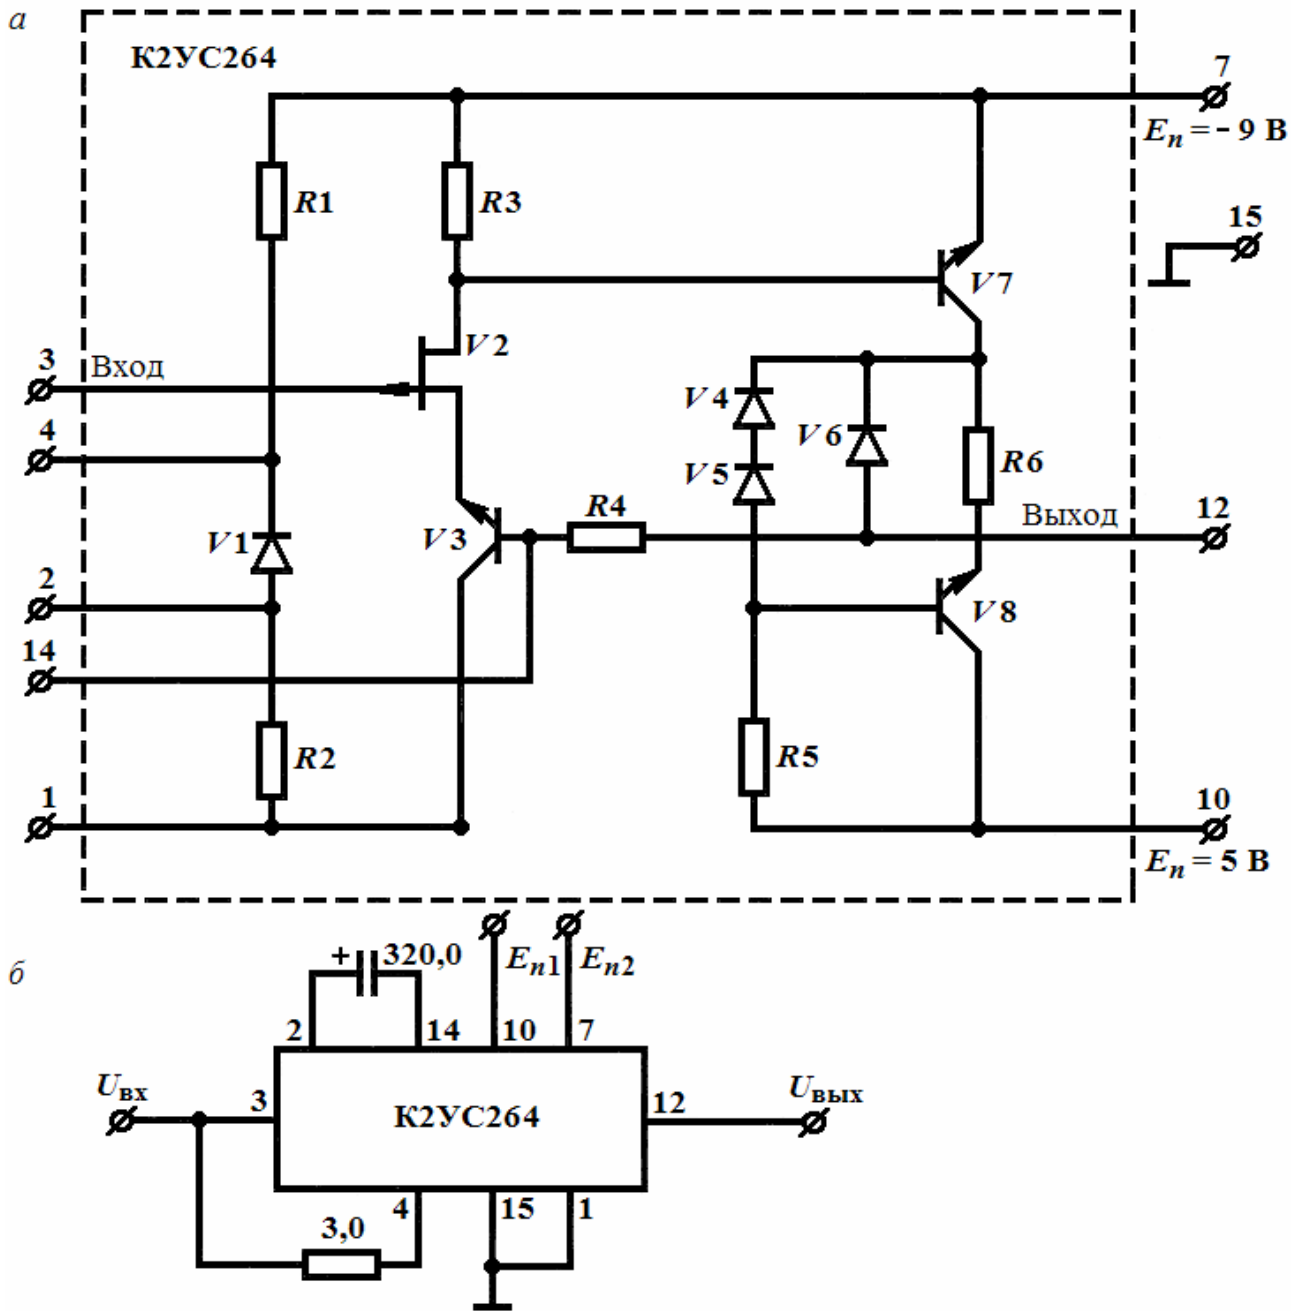 а
К2УС264
7
Eп = - 9 В
R1
R3
15
V7
V2
3
Вход
4
V4
V6
V5
R6
R4
Выход
12
V1
V3
2
V8
14
R5
R2
1
10
Eп = 5 В
б
+ 320,0
Eп1
Eп2
2
14
10
7
Uвх
3
К2УС264
12
Uвых
4
15
1
3,0